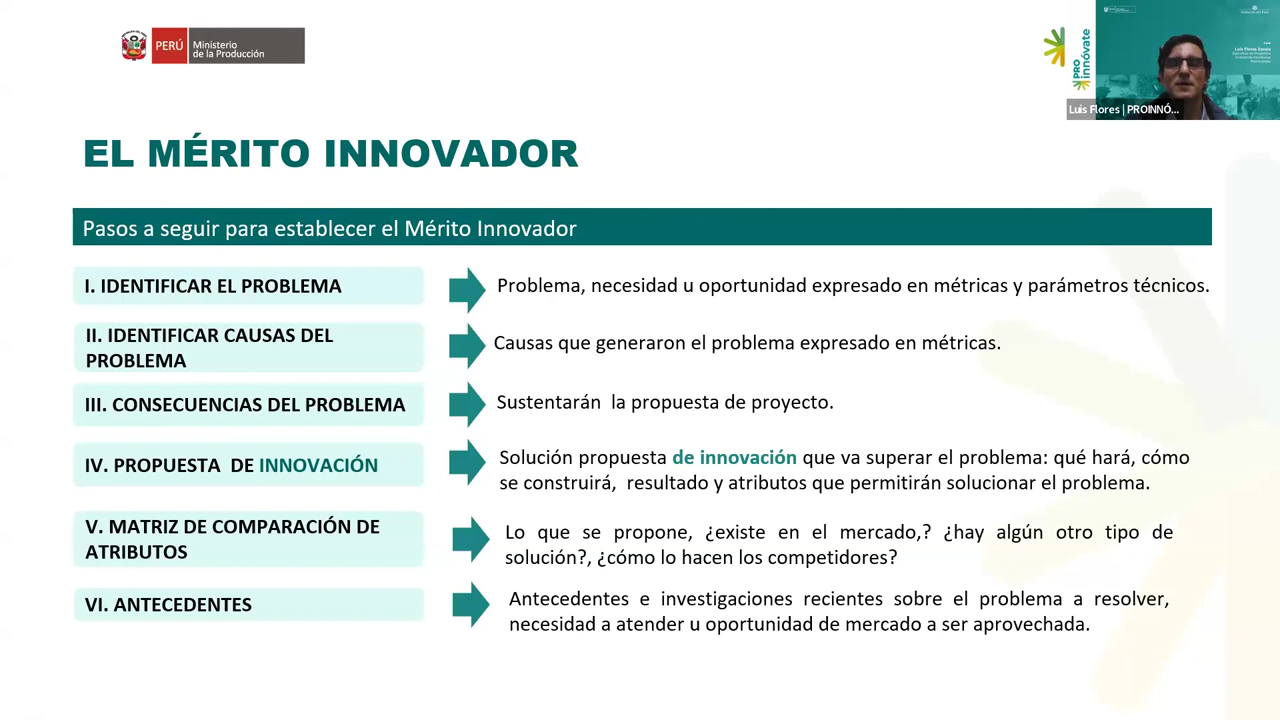 PERÚ
Ministerio
de la Producción
PRO
innóvate
Luis Flores Zavala
Luis Flores | PROINNÓ...
EL MÉRITO INNOVADOR
Pasos a seguir para establecer el Mérito Innovador
I. IDENTIFICAR EL PROBLEMA
Problema, necesidad u oportunidad expresado en métricas y parámetros técnicos.
II. IDENTIFICAR CAUSAS DEL
PROBLEMA
Causas que generaron el problema expresado en métricas.
III. CONSECUENCIAS DEL PROBLEMA
Sustentarán la propuesta de proyecto.
IV. PROPUESTA DE INNOVACIÓN
Solución propuesta de innovación que va superar el problema: qué hará, cómo
se construirá, resultado y atributos que permitirán solucionar el problema.
V. MATRIZ DE COMPARACIÓN DE
ATRIBUTOS
Lo que se propone, ¿existe en el mercado,? ¿hay algún otro tipo de
solución?, ¿cómo lo hacen los competidores?
VI. ANTECEDENTES
Antecedentes e investigaciones recientes sobre el problema a resolver,
necesidad a atender u oportunidad de mercado a ser aprovechada.